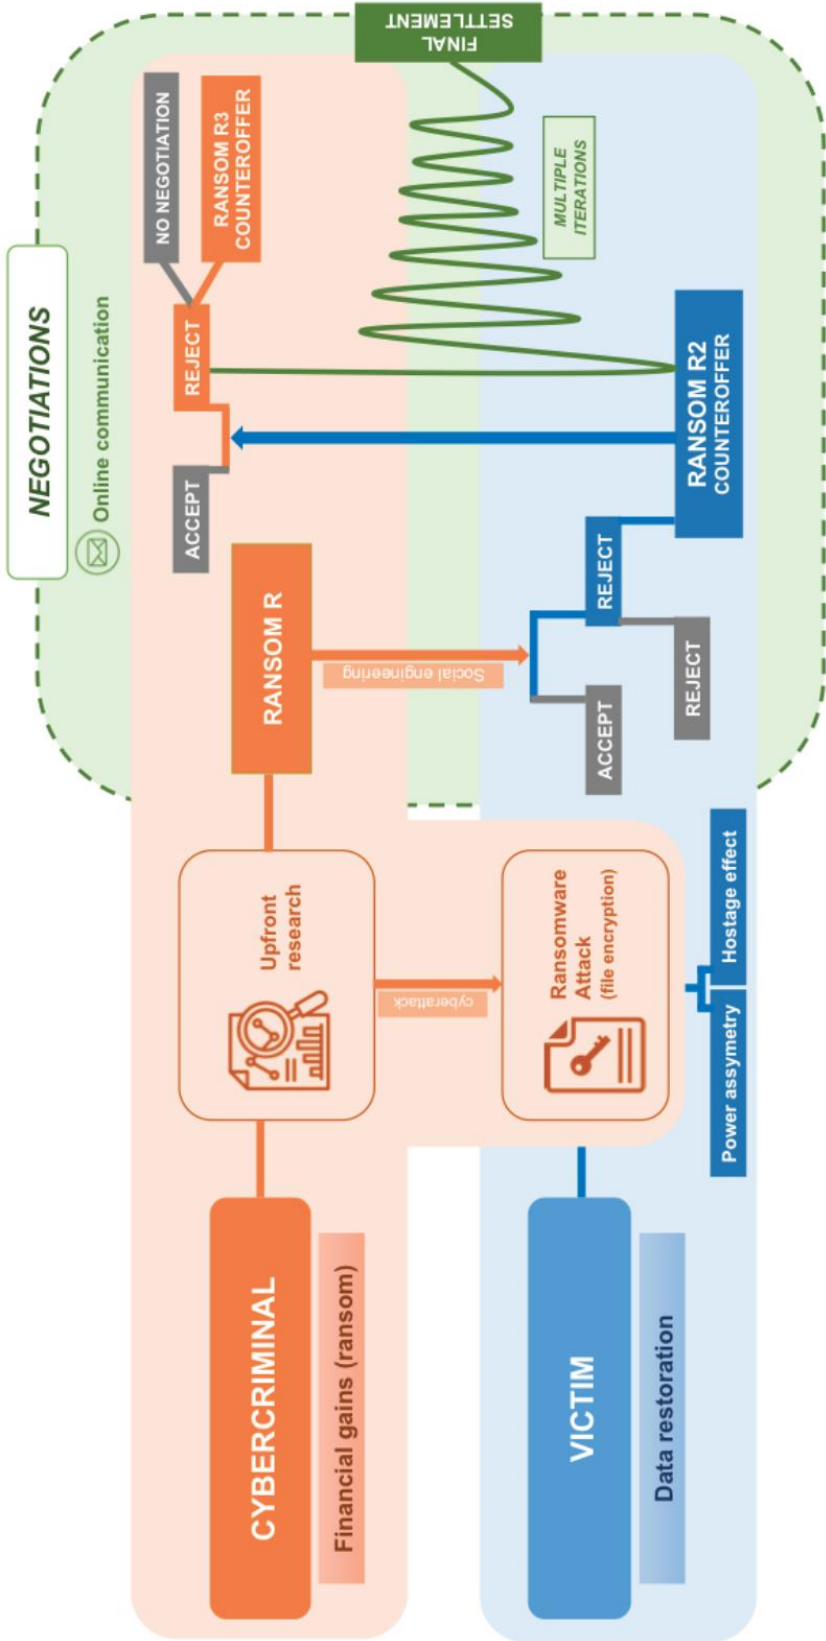 NEGOTIATIONS
Online communication
CYBERCRIMINAL
Financial gains (ransom)
Upfront
research
cyberattack
RANSOM R
Social engineering
ACCEPT
REJECT
NO NEGOTIATION
RANSOM R3
COUNTEROFFER
FINAL
SETTLEMENT
MULTIPLE
ITERATIONS
VICTIM
Data restoration
Ransomware
Attack
(file encryption)
Power assymetry
Hostage effect
ACCEPT
REJECT
REJECT
RANSOM R2
COUNTEROFFER